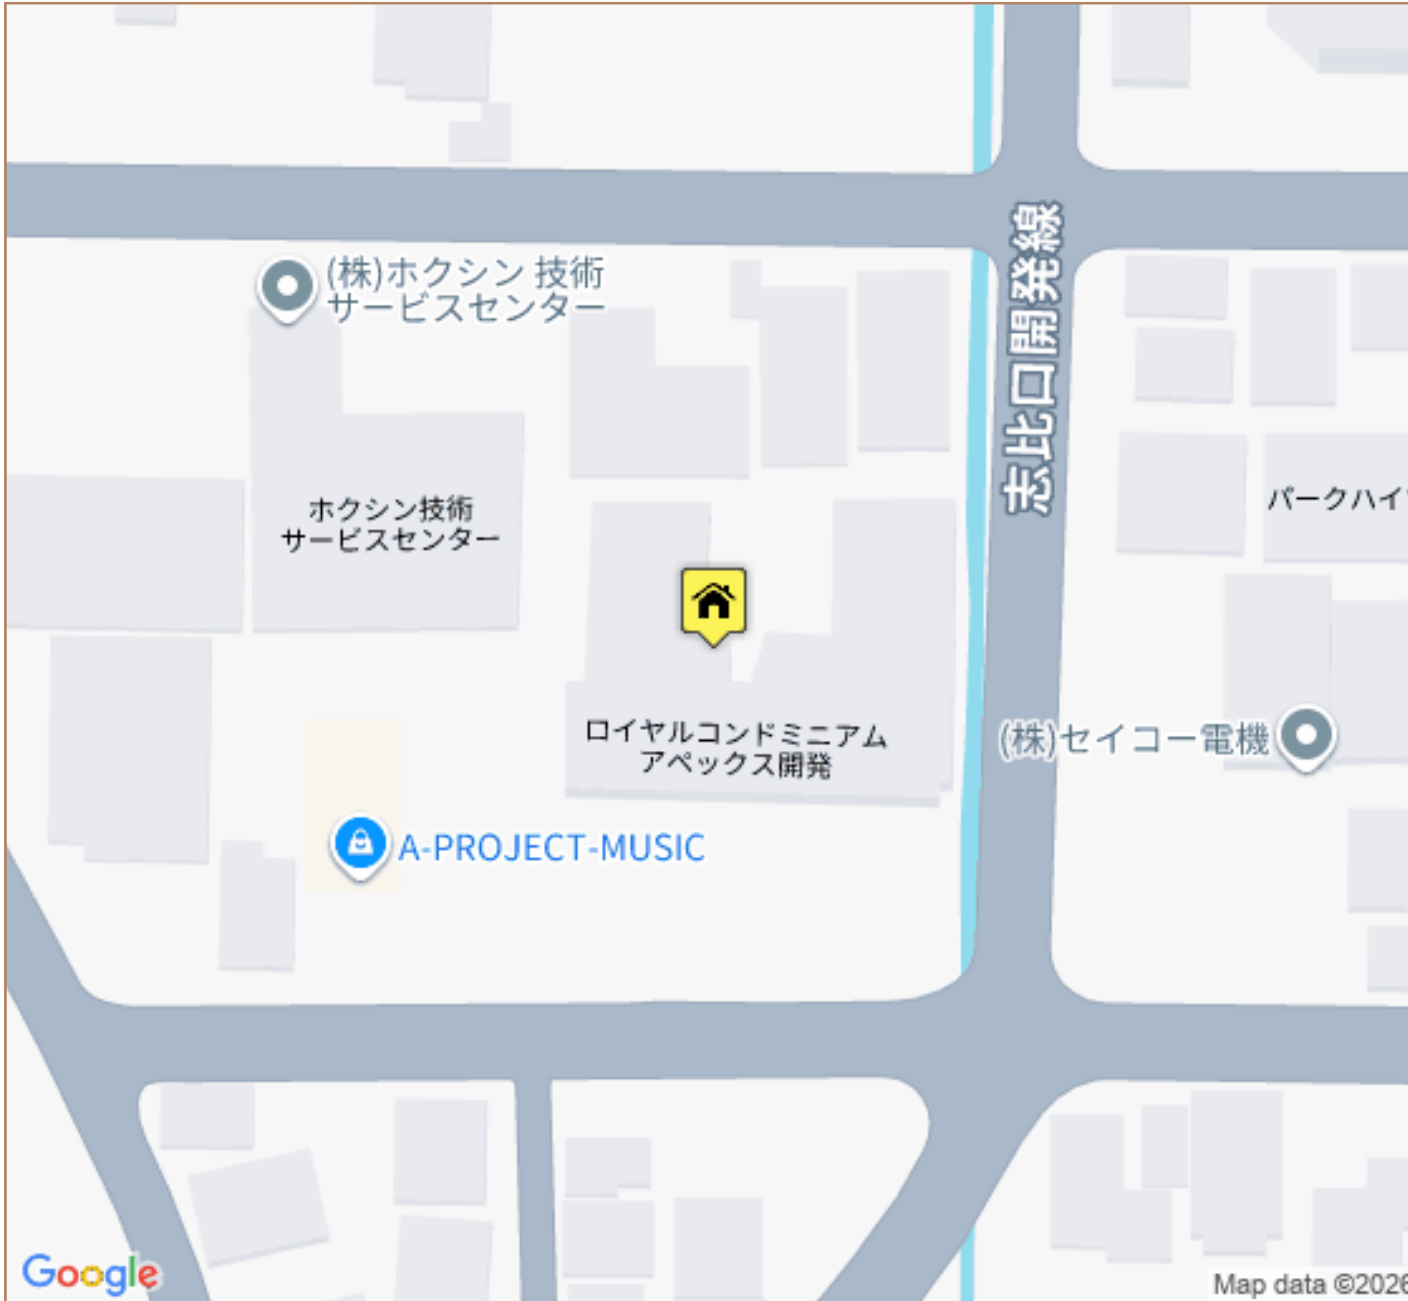 (株)ホクシン 技術
サービスセンター
志比口開発線
ホクシン技術
サービスセンター
パークハイ
ロイヤルコンドミニアム
アペックス開発
(株)セイコー電機
A-PROJECT-MUSIC
Google
Map data ©2026